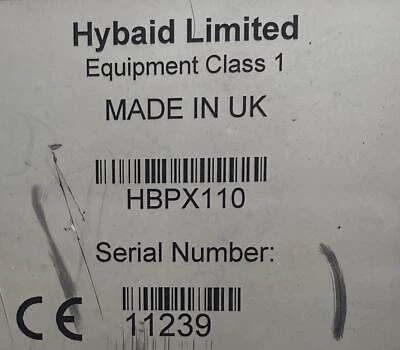 Hybaid Limited
Equipment Class 1
MADE IN UK
HBPX110
Serial Number:
CE 11239